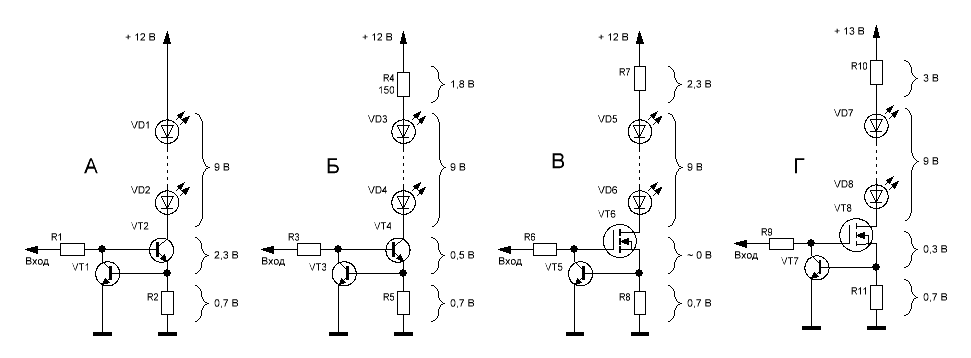 + 12 В
VD1
9 В
А
VD2
VT2
R1
Вход
VT1
2,3 В
R2
0,7 В
+ 12 В
R4
150
1,8 В
VD3
9 В
Б
VD4
VT4
R3
Вход
VT3
0,5 В
R5
0,7 В
+ 12 В
R7
2,3 В
VD5
9 В
В
VD6
VT6
R6
Вход
VT5
~ 0 В
R8
0,7 В
+ 13 В
R10
3 В
VD7
9 В
Г
VD8
VT8
R9
Вход
VT7
0,3 В
R11
0,7 В